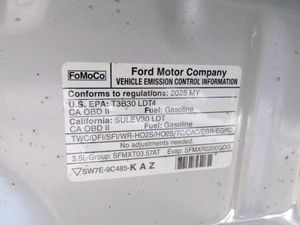 FoMoCo
Ford Motor Company
VEHICLE EMISSION CONTROL INFORMATION
Conforms to regulations: 2025 MY
U.S. EPA: T3B30 LDT4
CA OBD II Fuel: Gasoline
California: SULEV30 LDT
CA OBD II Fuel: Gasoline
TWC/DFI/SFI/WR-HO2S/HO2S/TC/CAC/EGR/EGRC
No adjustments needed.
3.5L-Group: SFMXT03.57AT Evap: SFMXR0200GDG
SW7E-9C485-KAZ